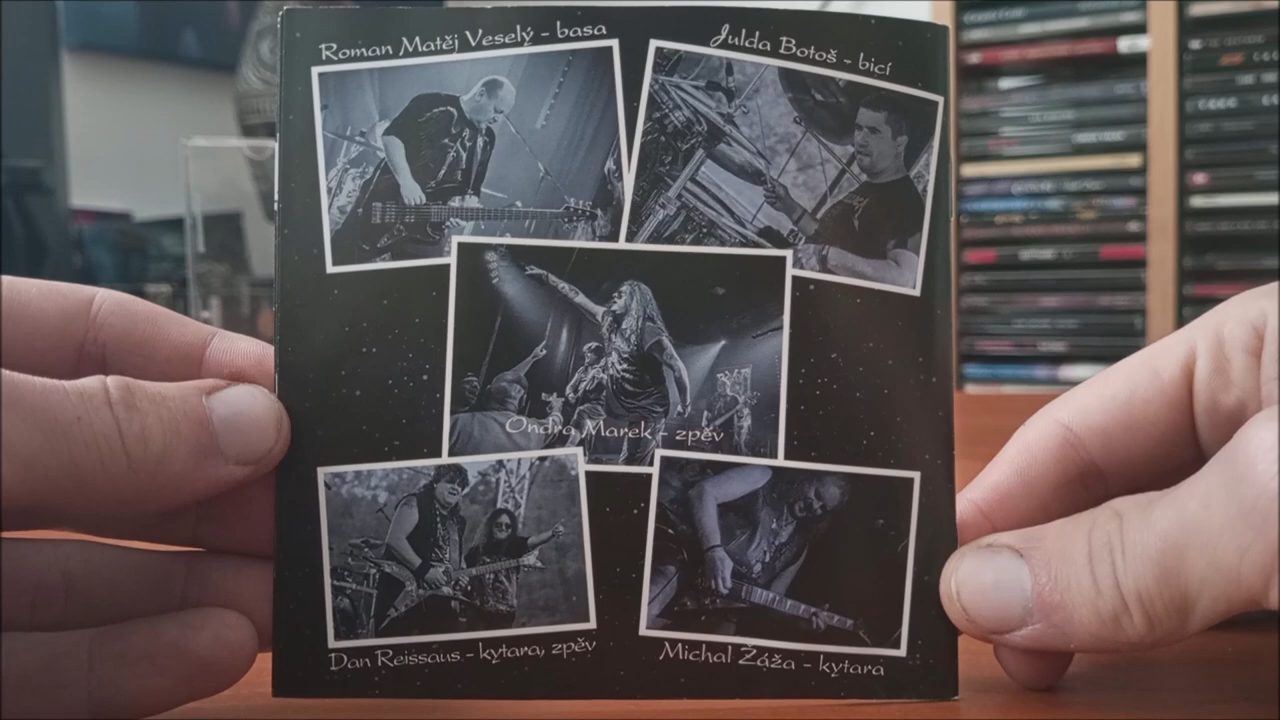 Roman Matěj Veselý - basa
Julda Botoš - bicí
Ondra Marek - zpěv
Dan Reissaus - kytara, zpěv
Michal Žáža - kytara